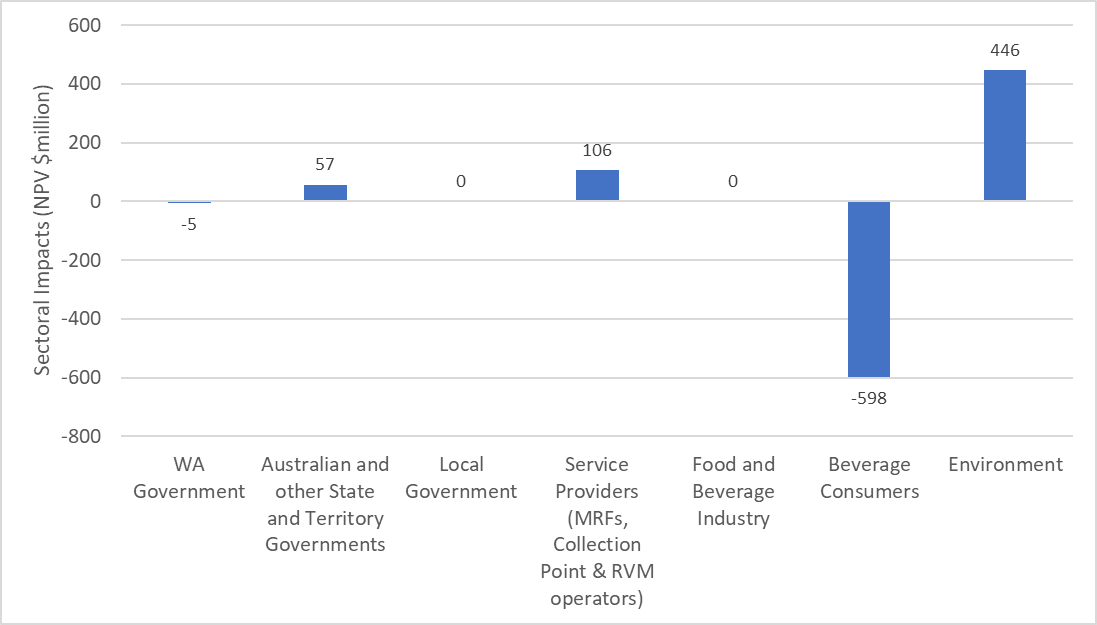 600
400
200
0
-200
-400
-600
-800
Sectoral Impacts (NPV $million)
-5
57
0
106
0
-598
446
WA
Government
Australian and
other State
and Territory
Governments
Local
Government
Service
Providers
(MRFs,
Collection
Point & RVM
operators)
Food and
Beverage
Industry
Beverage
Consumers
Environment